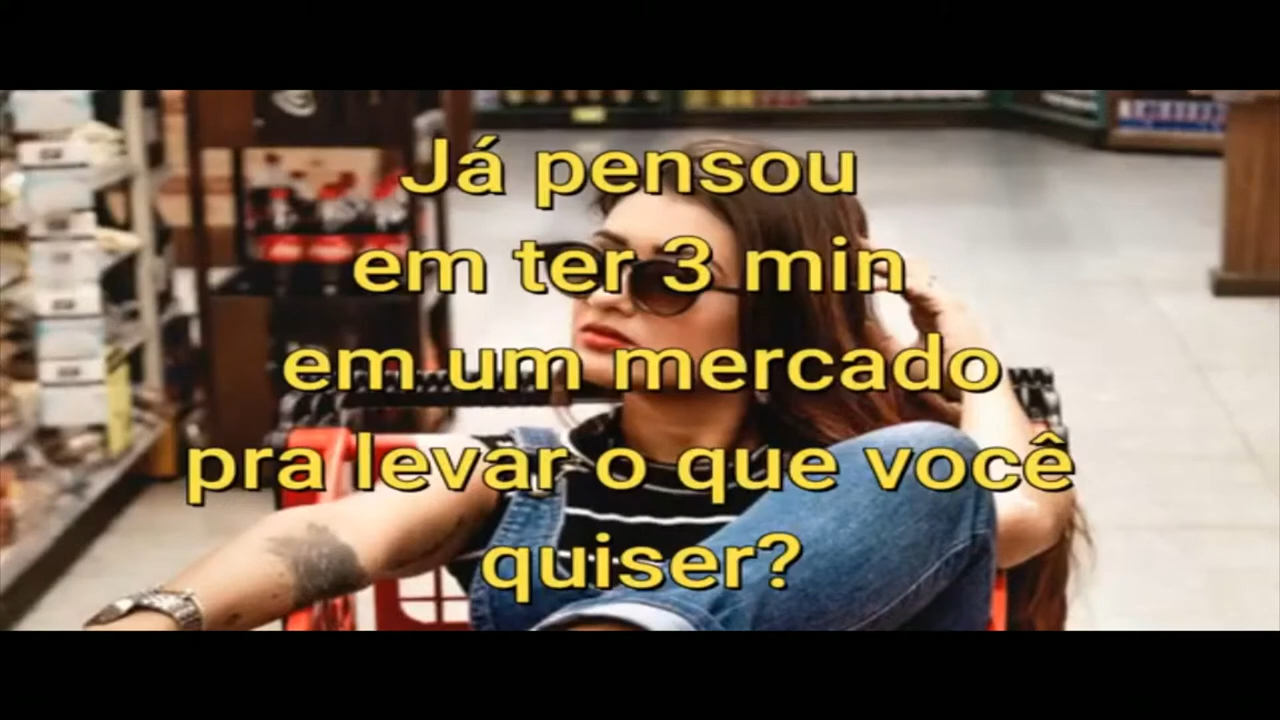 Já pensou
em ter 3 min
em um mercado
pra levar o que você
quiser?